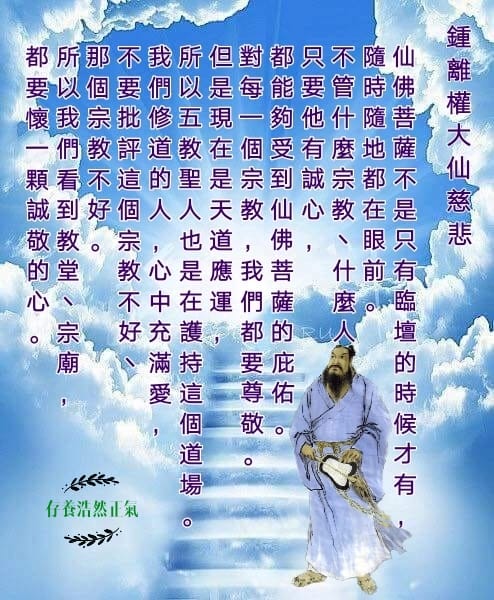 鍾離權大仙慈悲
仙佛菩薩不是只有臨壇的時候才有，
隨時隨地都在眼前。
不管什麼宗教、什麼人
只要他有誠心，
都能夠受到仙佛菩薩的庇佑。
對每一個宗教，我們都要尊敬。
但是現在是天道應運，
所以五教聖人也是在護持這個道場。
我們修道的人，心中充滿愛，
不要批評這個宗教不好、
那個宗教不好。
所以我們看到教堂、宗廟，
都要懷一顆誠敬的心。
存養浩然正氣